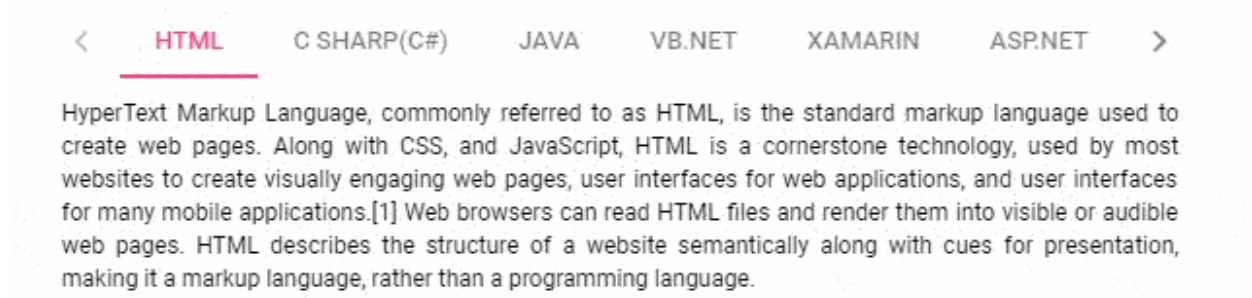 HTML C SHARP(C#) JAVA VB.NET XAMARIN ASP.NET
HyperText Markup Language, commonly referred to as HTML, is the standard markup language used to
create web pages. Along with CSS, and JavaScript, HTML is a cornerstone technology, used by most
websites to create visually engaging web pages, user interfaces for web applications, and user interfaces
for many mobile applications.[1] Web browsers can read HTML files and render them into visible or audible
web pages. HTML describes the structure of a website semantically along with cues for presentation,
making it a markup language, rather than a programming language.